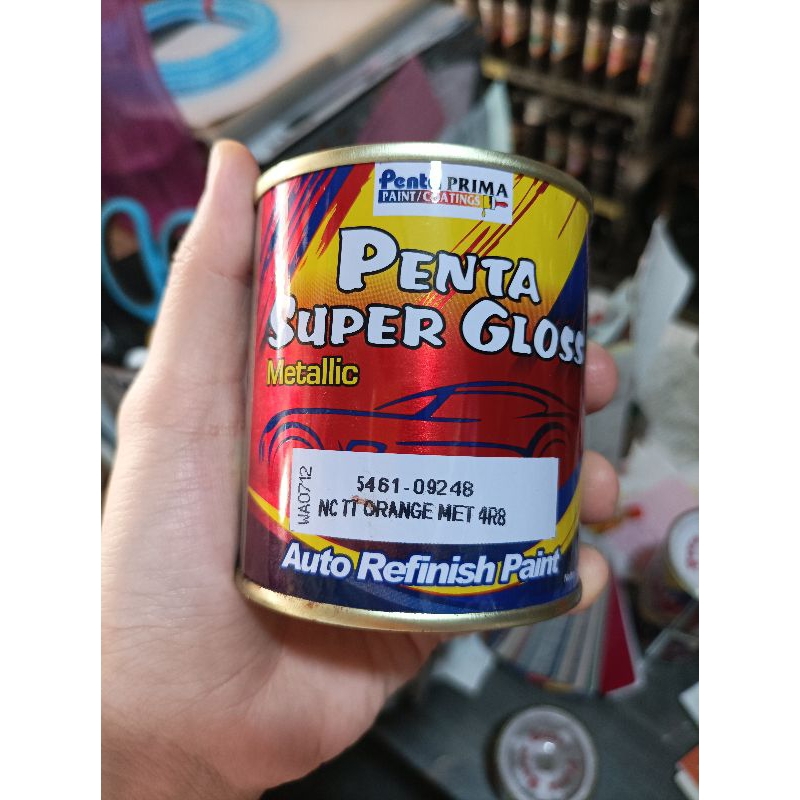 Penta PRIMA
PAINT/COATINGS
PENTA
SUPER GLOSS
Metallic
WA0712
5461-09248
NC TT ORANGE MET 4R8
Auto Refinish Paint